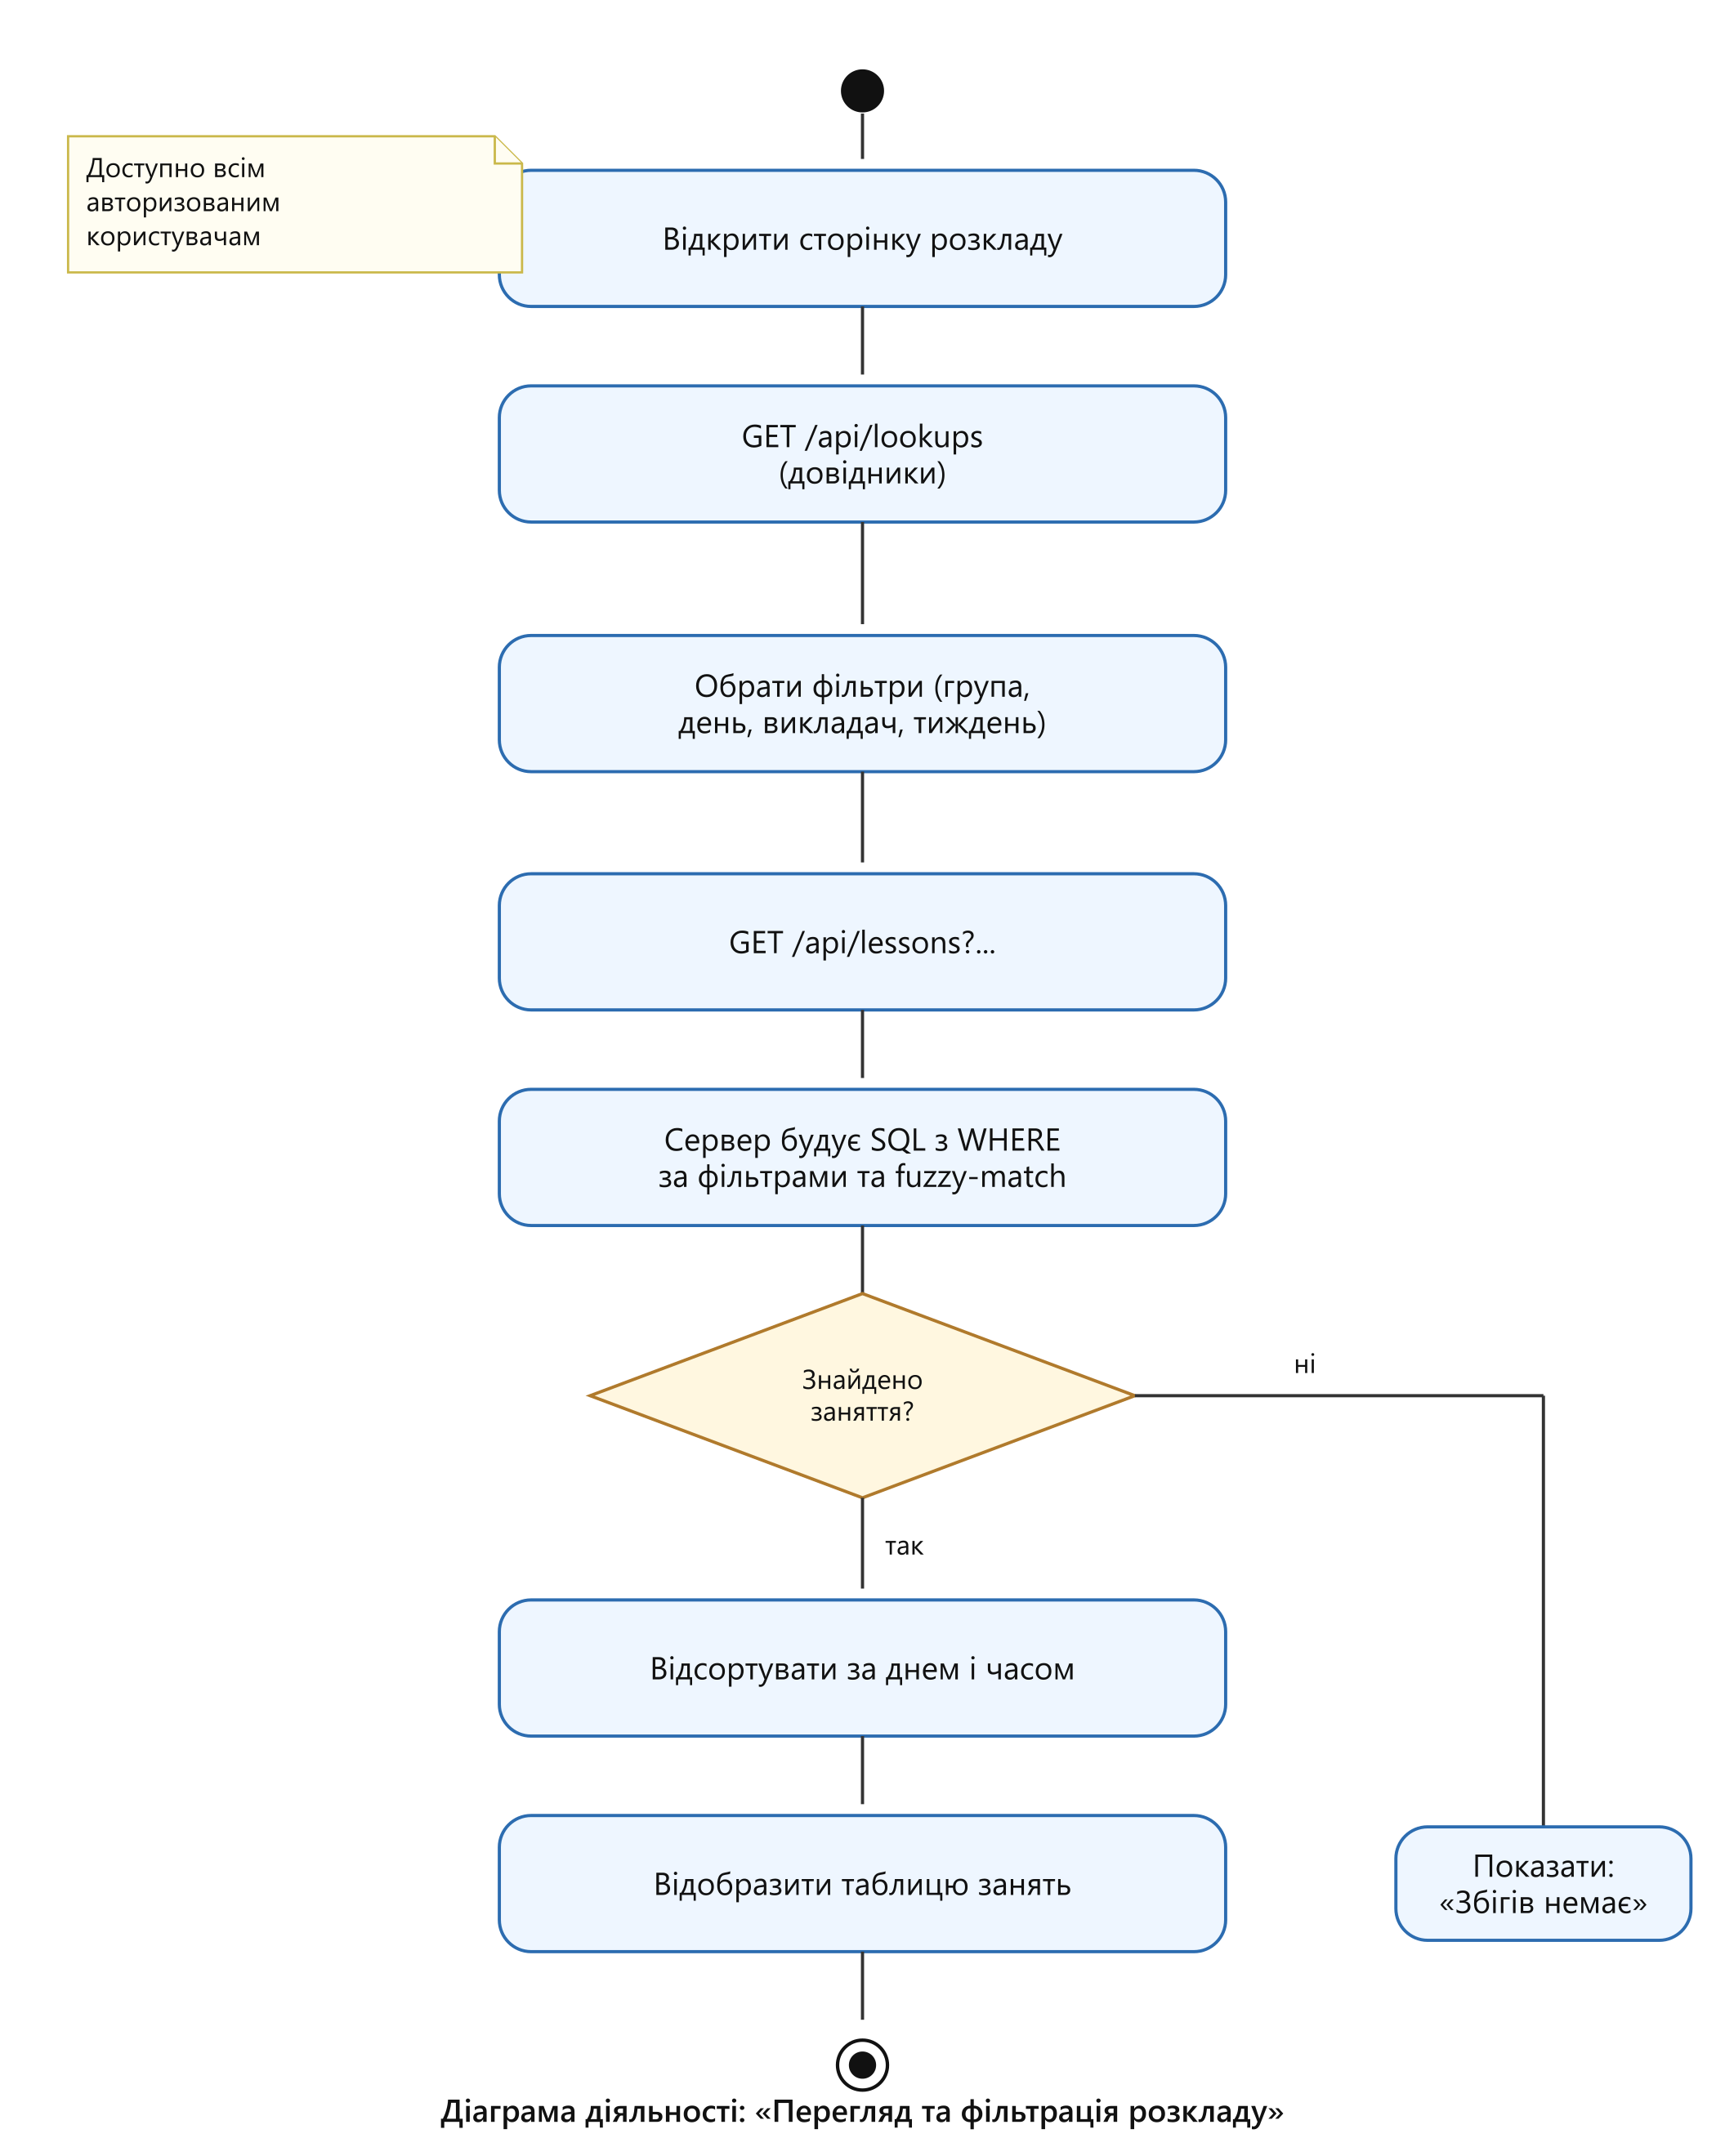 Доступно всім
авторизованим
користувачам
Відкрити сторінку розкладу
GET /api/lookups
(довідники)
Обрати фільтри (група,
день, викладач, тиждень)
GET /api/lessons?...
Сервер будує SQL з WHERE
за фільтрами та fuzzy-match
Знайдено
заняття?
ні
так
Відсортувати за днем і часом
Відобразити таблицю занять
Показати:
«Збігів немає»
Діаграма діяльності: «Перегляд та фільтрація розкладу»